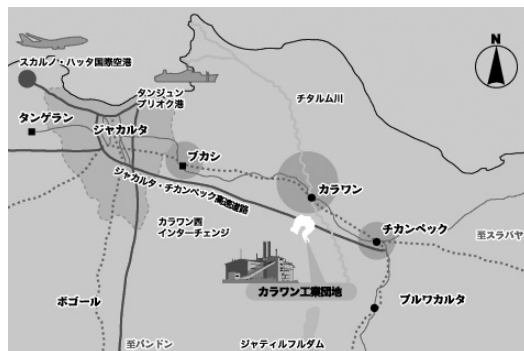 N
スカルノ・ハッタ国際空港
タンジュン
プリオク港
チタルム川
タンゲラン
ジャカルタ
ブカシ
ジャカルタ・チカンペック高速道路
カラワン
チカンペック
至スラバヤ
カラワン西
インターチェンジ
カラワン工業団地
ボゴール
プルワカルタ
至バンドン
ジャティルフルダム